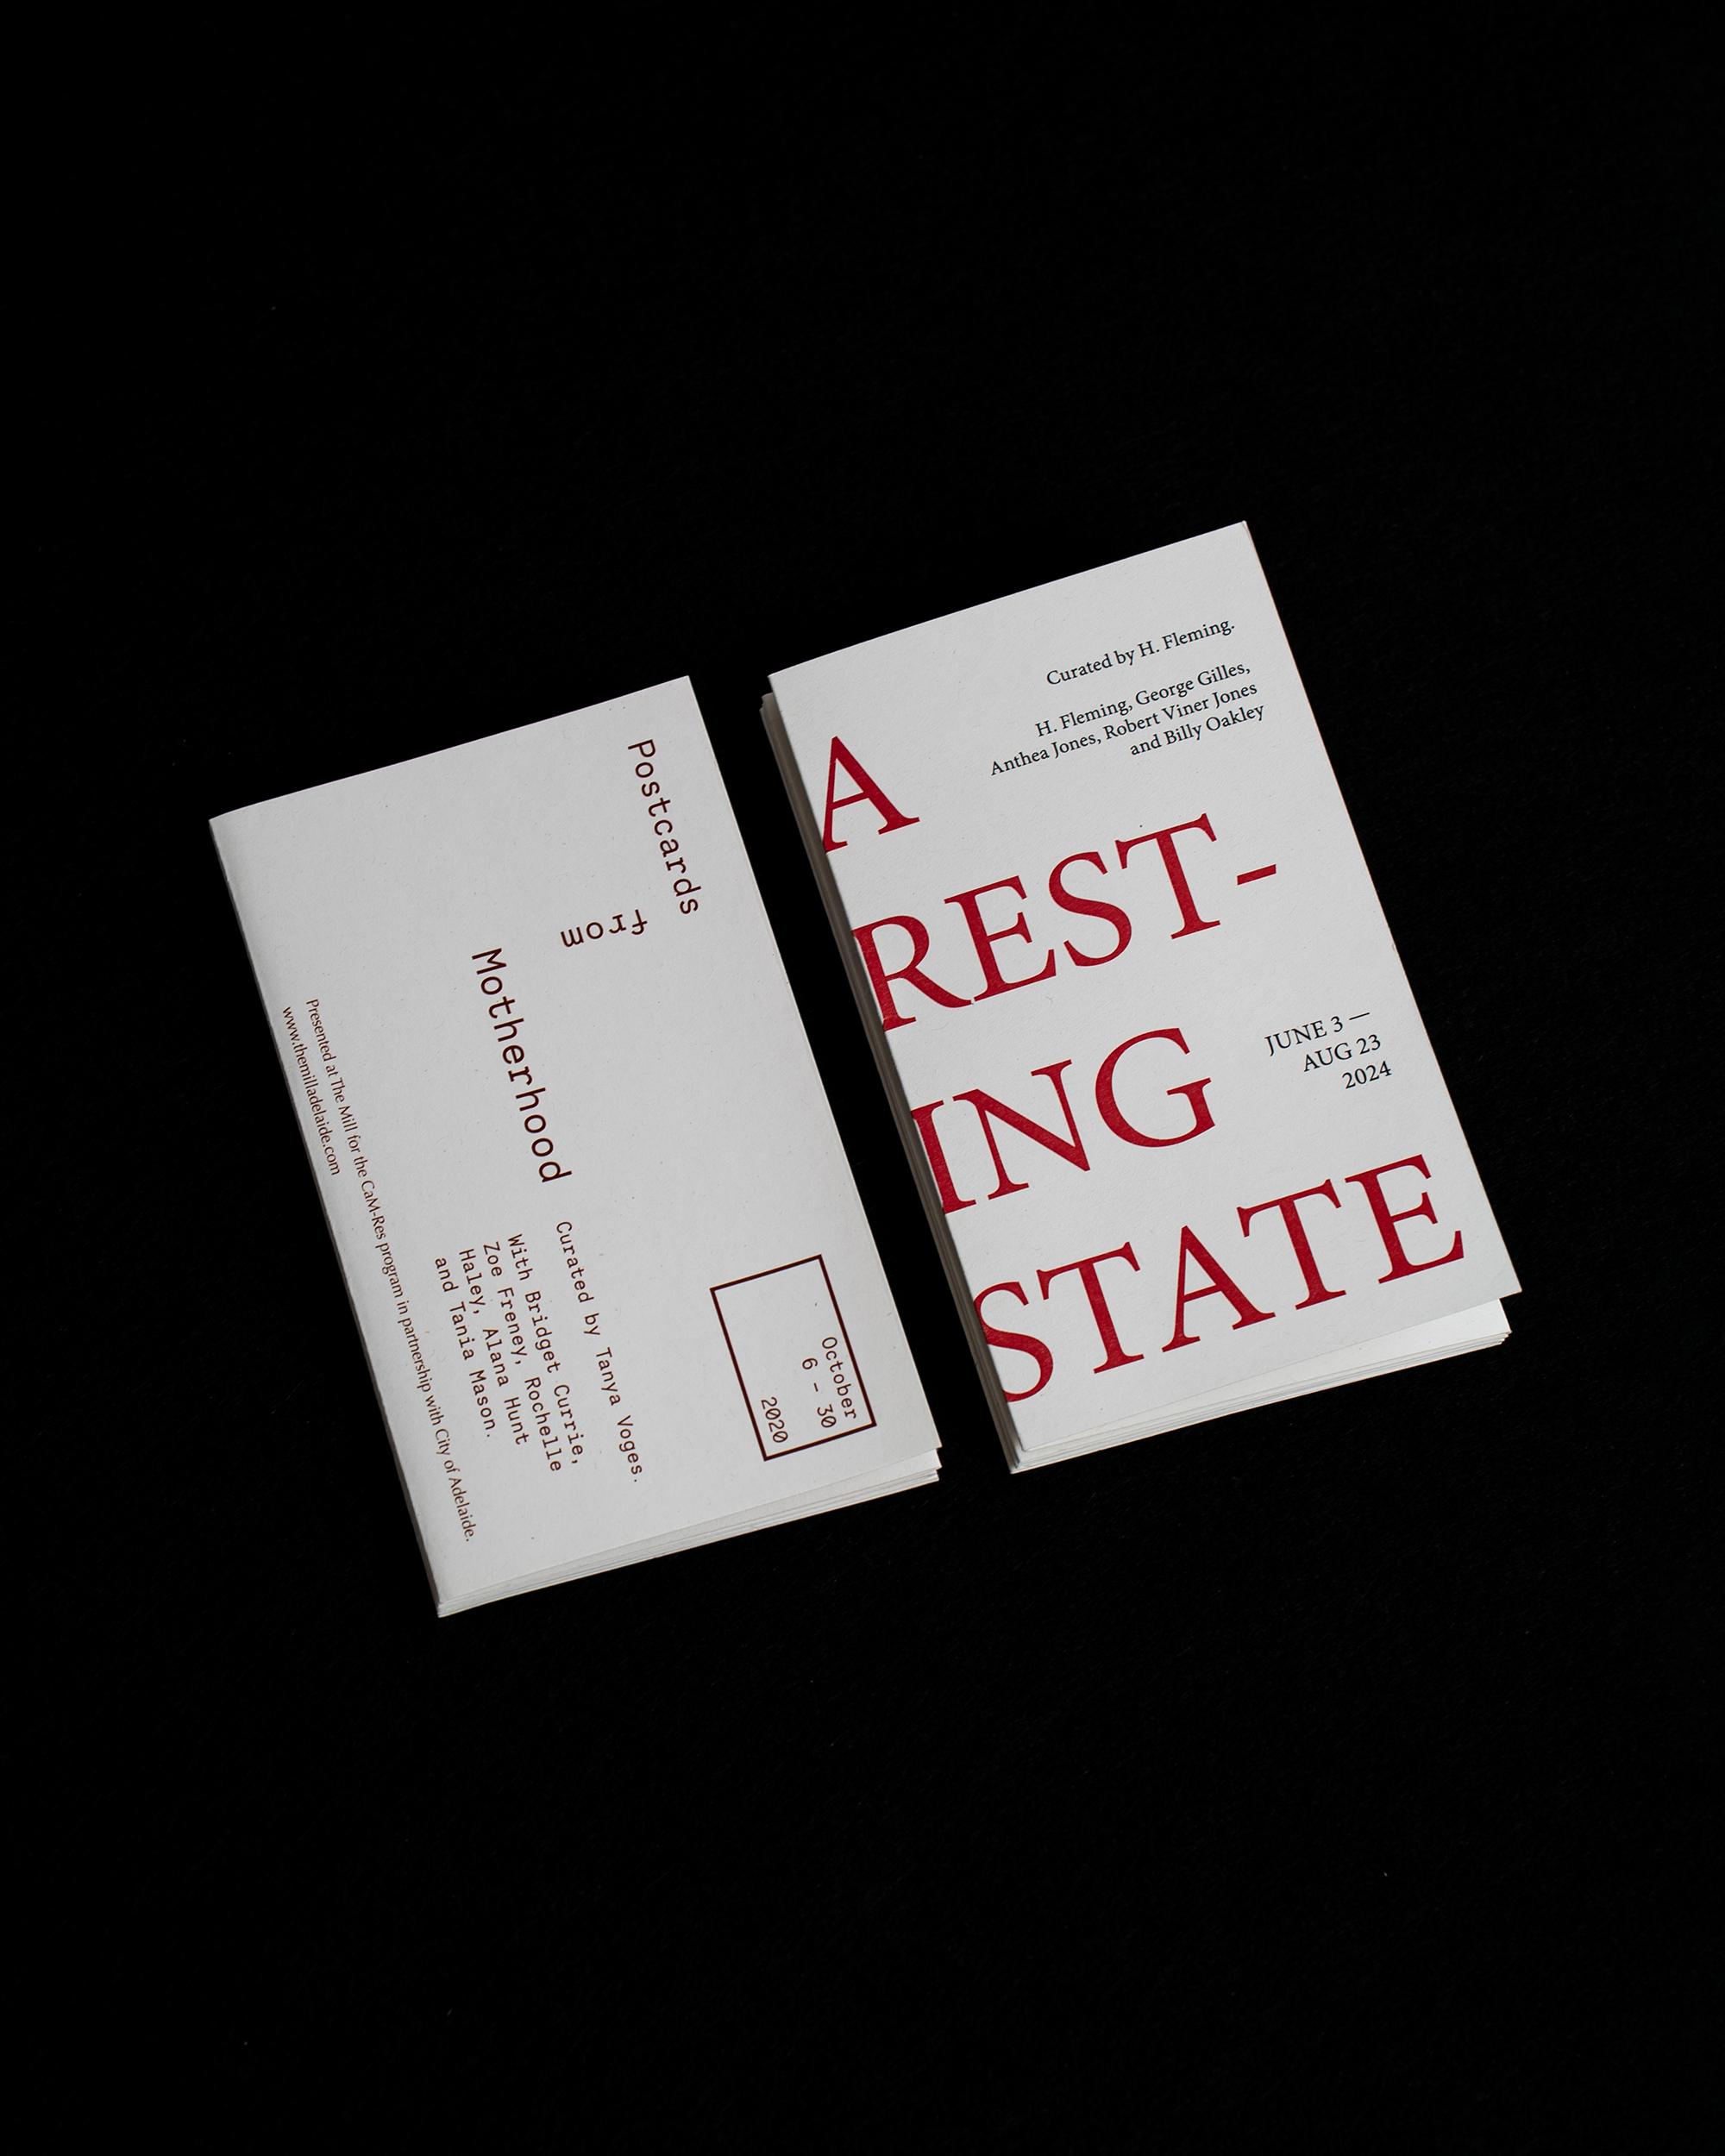 Postcards
from
Motherhood
October
6 – 30
2020
Curated by Tanya Voges.
With Bridget Currie,
Zoe Freney, Rochelle
Haley, Alana Hunt
and Tania Mason.
Presented at The Mill for the CaM-Res program in partnership with City of Adelaide.
www.themilladelaide.com
Curated by H. Fleming.
H. Fleming, George Gilles,
Anthea Jones, Robert Viner Jones
and Billy Oakley
A
REST-
ING
JUNE 3 —
AUG 23
2024
STATE